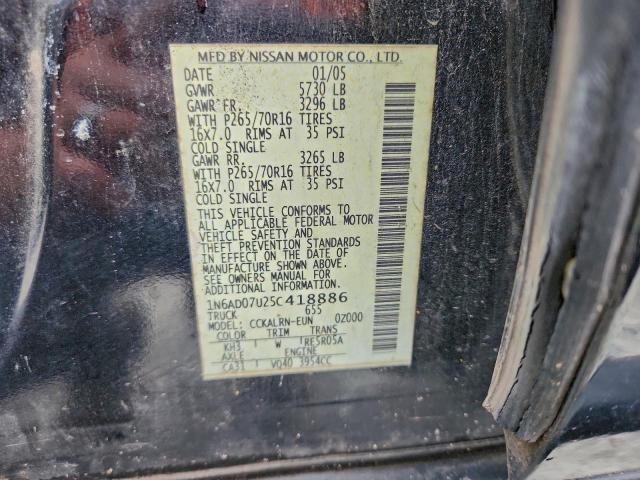 MFD BY NISSAN MOTOR CO., LTD.
DATE 01/05
GVWR 5730 LB
GAWR FR. 3296 LB
WITH P265/70R16 TIRES
16X7.0 RIMS AT 35 PSI
COLD SINGLE
GAWR RR. 3265 LB
WITH P265/70R16 TIRES
16X7.0 RIMS AT 35 PSI
COLD SINGLE
THIS VEHICLE CONFORMS TO
ALL APPLICABLE FEDERAL MOTOR
VEHICLE SAFETY AND
THEFT PREVENTION STANDARDS
IN EFFECT ON THE DATE OF
MANUFACTURE SHOWN ABOVE.
SEE OWNERS MANUAL FOR
ADDITIONAL INFORMATION.
1N6AD07U25C418886
TRUCK 655
MODEL: CCKALRN-EUN 0Z000
COLOR TRIM TRANS
KH3 W RE5R05A
AXLE ENGINE
CA31 VQ40 3954CC